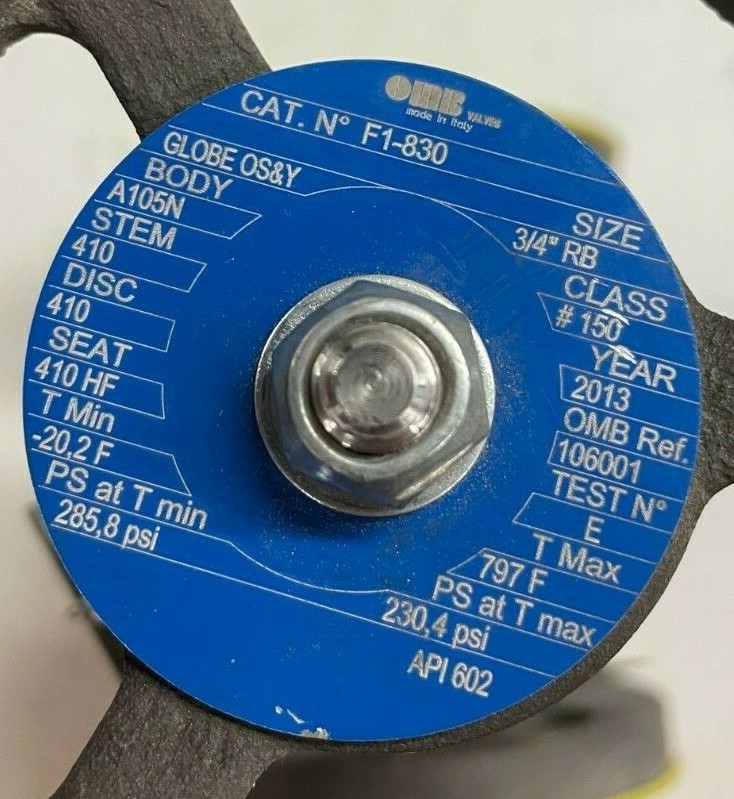 OMB VALVES
made in Italy
CAT. N° F1-830
GLOBE OS&Y
BODY
A105N
STEM
410
DISC
410
SEAT
410 HF
T Min
-20,2 F
PS at T min
285,8 psi
SIZE
3/4" RB
CLASS
# 150
YEAR
2013
OMB Ref.
106001
TEST N°
E
T Max
797 F
PS at T max
230,4 psi
API 602